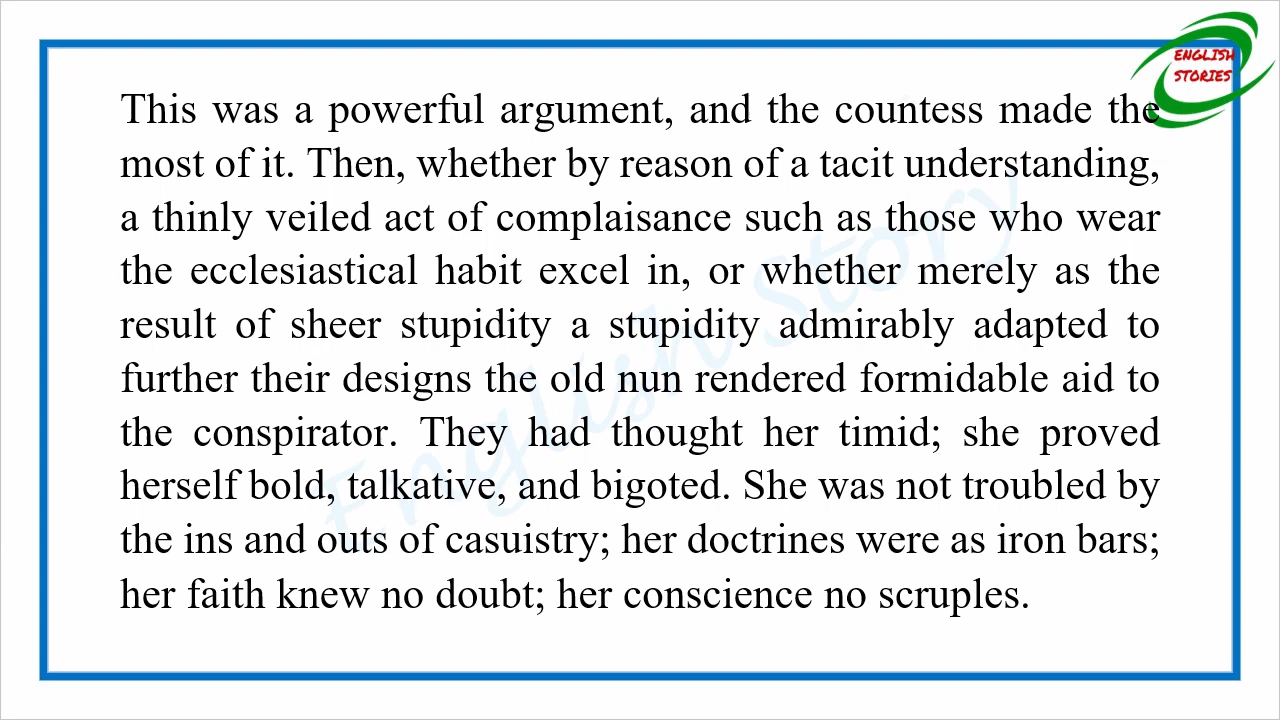 ENGLISH
STORIES
This was a powerful argument, and the countess made the
most of it. Then, whether by reason of a tacit understanding,
a thinly veiled act of complaisance such as those who wear
the ecclesiastical habit excel in, or whether merely as the
result of sheer stupidity a stupidity admirably adapted to
further their designs the old nun rendered formidable aid to
the conspirator. They had thought her timid; she proved
herself bold, talkative, and bigoted. She was not troubled by
the ins and outs of casuistry; her doctrines were as iron bars;
her faith knew no doubt; her conscience no scruples.
English Story